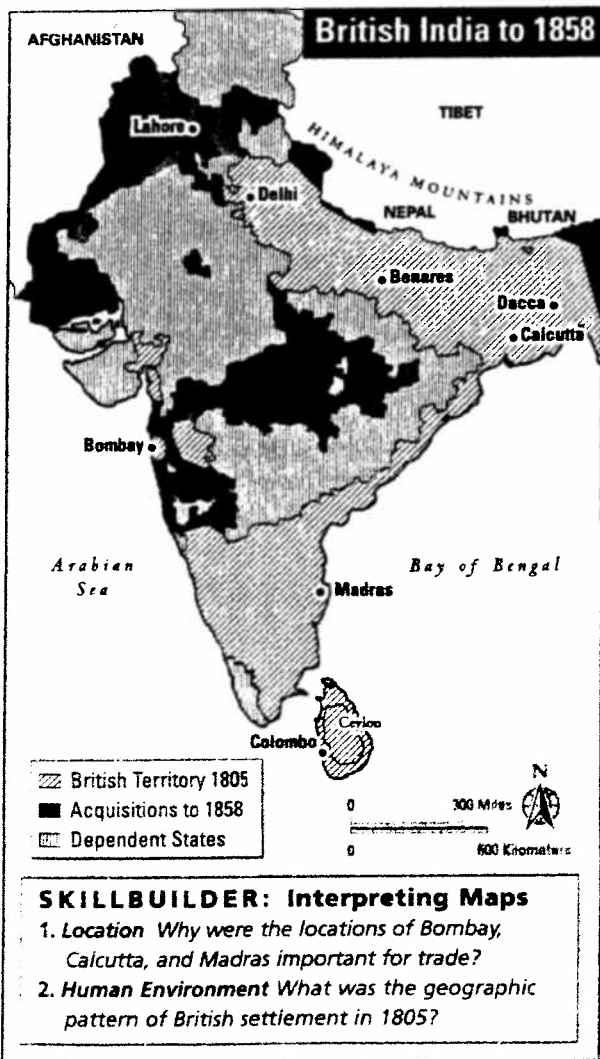 British India to 1858
AFGHANISTAN
TIBET
Lahore
HIMALAYA MOUNTAINS
Delhi
NEPAL
BHUTAN
Benares
Dacca
Calcutta
Bombay
Arabian
Sea
Bay of Bengal
Madras
Ceylon
Colombo
British Territory 1805
Acquisitions to 1858
Dependent States
N
0 300 Miles
0 600 Kilometers
SKILLBUILDER: Interpreting Maps
1. Location Why were the locations of Bombay,
Calcutta, and Madras important for trade?
2. Human Environment What was the geographic
pattern of British settlement in 1805?